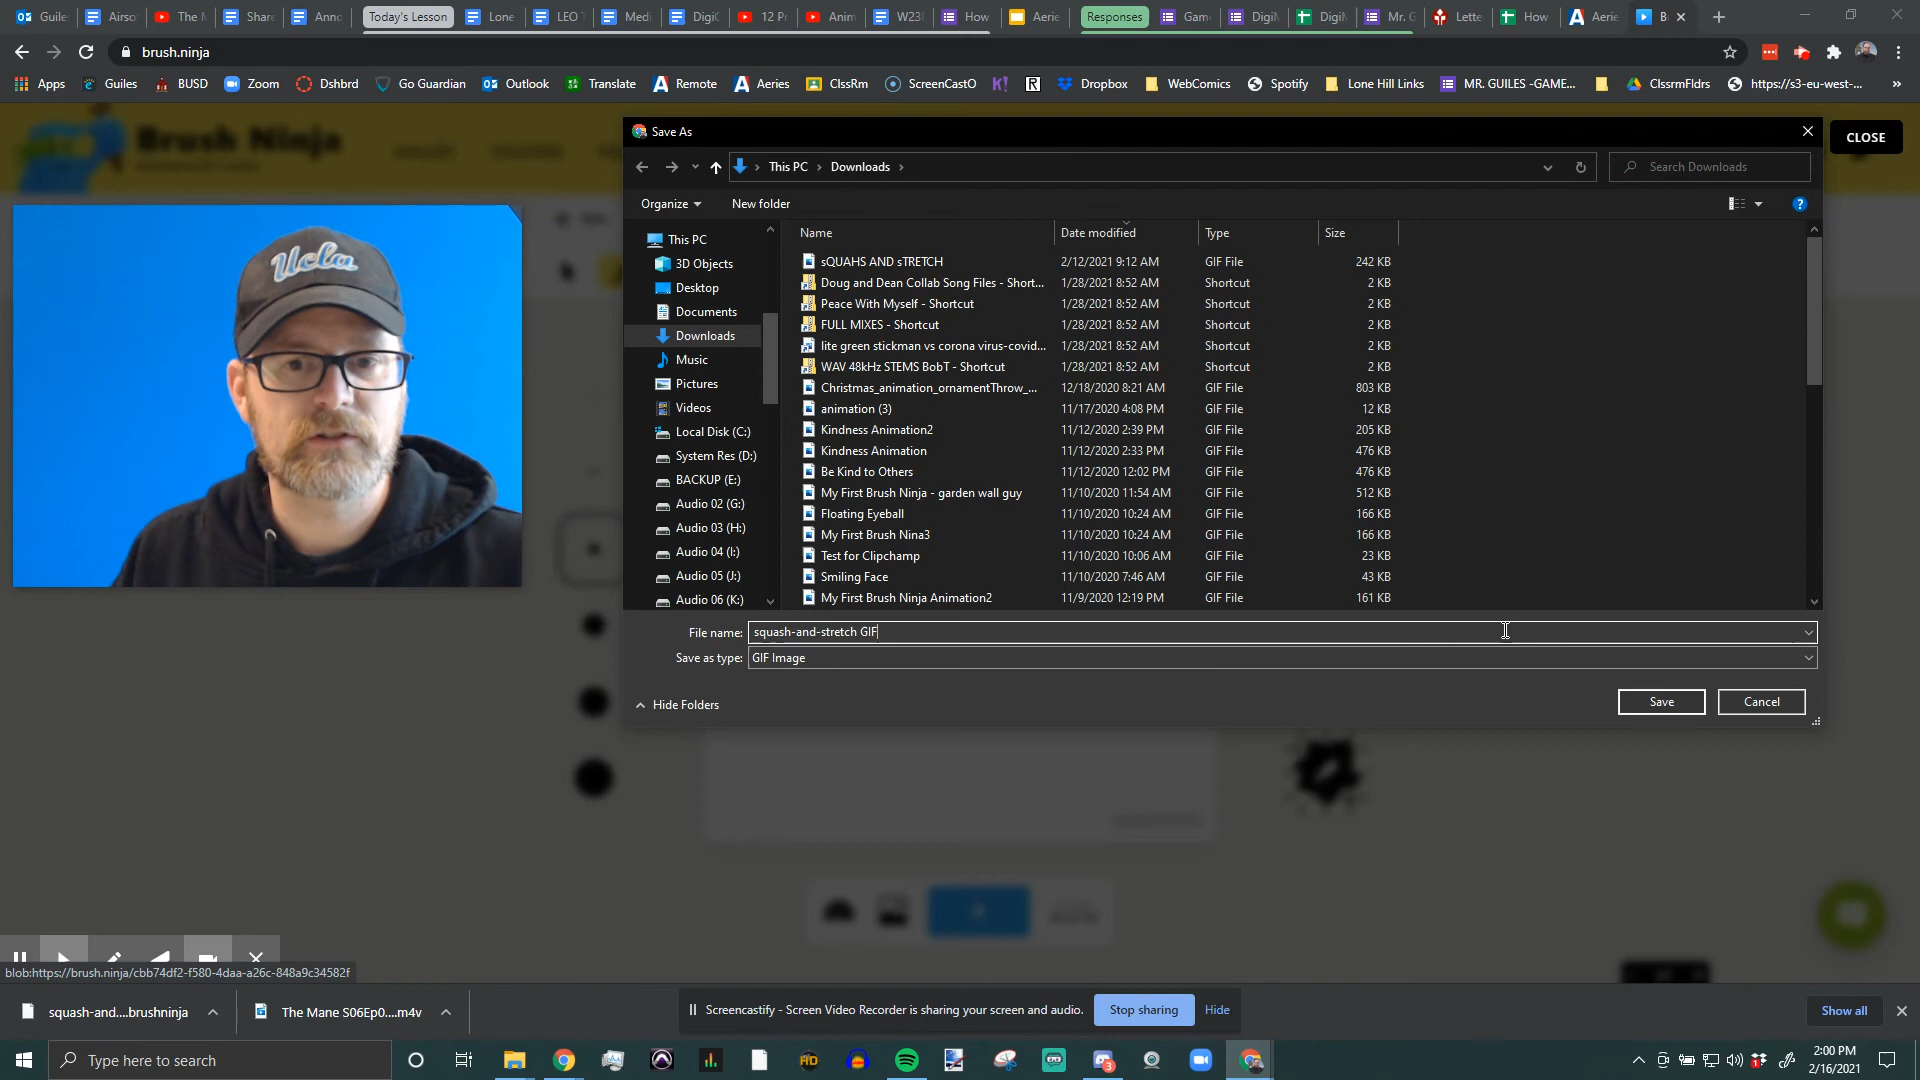 Guile
Airso
The M
Share
Anno
Today's Lesson
Lone
LEO T
Medi
DigiC
12 Pr
Anim
W23
How
Aerie
Responses
Game
DigiM
DigiM
Mr. G
Lette
How
Aerie
B
brush.ninja
Apps
Guiles
BUSD
Zoom
Dshbrd
Go Guardian
Outlook
Translate
Remote
Aeries
ClssRm
ScreenCastO
Dropbox
WebComics
Spotify
Lone Hill Links
MR. GUILES -GAME...
ClssrmFldrs
https://s3-eu-west-...
»
Brush Ninja
CLOSE
Ucla
Save As
This PC
Downloads
Search Downloads
Organize
New folder
Name Date modified Type Size
This PC
3D Objects
Desktop
Documents
Downloads
Music
Pictures
Videos
Local Disk (C:)
System Res (D:)
BACKUP (E:)
Audio 02 (G:)
Audio 03 (H:)
Audio 04 (I:)
Audio 05 (J:)
Audio 06 (K:)
sQUAHS AND sTRETCH 2/12/2021 9:12 AM GIF File 242 KB
Doug and Dean Collab Song Files - Short... 1/28/2021 8:52 AM Shortcut 2 KB
Peace With Myself - Shortcut 1/28/2021 8:52 AM Shortcut 2 KB
FULL MIXES - Shortcut 1/28/2021 8:52 AM Shortcut 2 KB
lite green stickman vs corona virus-covid... 1/28/2021 8:52 AM Shortcut 2 KB
WAV 48kHz STEMS BobT - Shortcut 1/28/2021 8:52 AM Shortcut 2 KB
Christmas_animation_ornamentThrow_... 12/18/2020 8:21 AM GIF File 803 KB
animation (3) 11/17/2020 4:08 PM GIF File 12 KB
Kindness Animation2 11/12/2020 2:39 PM GIF File 205 KB
Kindness Animation 11/12/2020 2:33 PM GIF File 476 KB
Be Kind to Others 11/12/2020 12:02 PM GIF File 476 KB
My First Brush Ninja - garden wall guy 11/10/2020 11:54 AM GIF File 512 KB
Floating Eyeball 11/10/2020 10:24 AM GIF File 166 KB
My First Brush Nina3 11/10/2020 10:24 AM GIF File 166 KB
Test for Clipchamp 11/10/2020 10:06 AM GIF File 23 KB
Smiling Face 11/10/2020 7:46 AM GIF File 43 KB
My First Brush Ninja Animation2 11/9/2020 12:19 PM GIF File 161 KB
File name: squash-and-stretch GIF
Save as type: GIF Image
Hide Folders
Save
Cancel
blob:https://brush.ninja/cbb74df2-f580-4daa-a26c-848a9c34582f
squash-and....brushninja
The Mane S06Ep0....m4v
Screencastify - Screen Video Recorder is sharing your screen and audio.
Stop sharing
Hide
Show all
Type here to search
HD
3
2:00 PM
2/16/2021